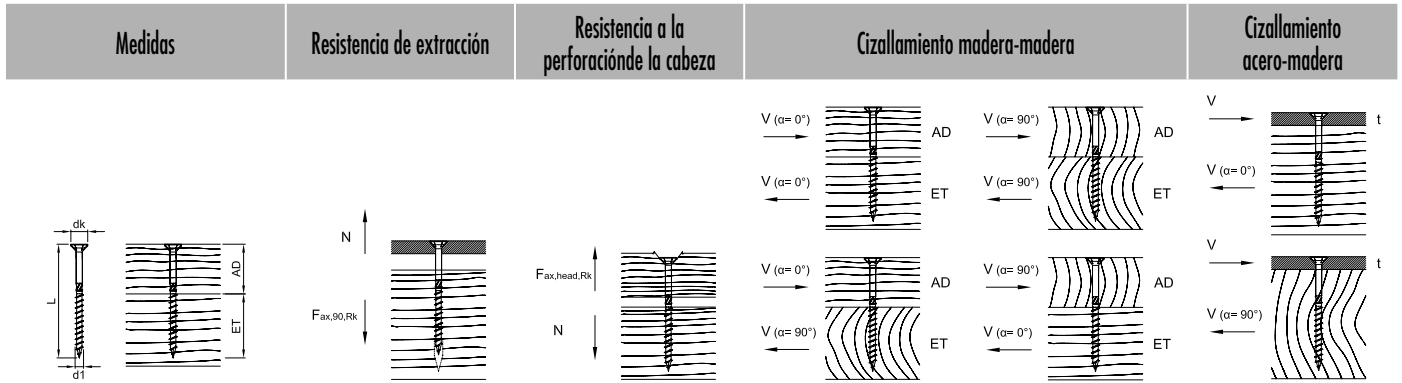 Medidas
Resistencia de extracción
Resistencia a la
perforaciónde la cabeza
Cizallamiento madera-madera
Cizallamiento
acero-madera
dk
L
d1
AD
ET
N
Fax,90,Rk
Fax,head,Rk
N
V (α= 0°)
AD
V (α= 0°)
ET
V (α= 90°)
AD
V (α= 90°)
ET
V (α= 0°)
AD
V (α= 90°)
ET
V (α= 90°)
AD
V (α= 0°)
ET
V
t
V (α= 0°)
V
t
V (α= 90°)